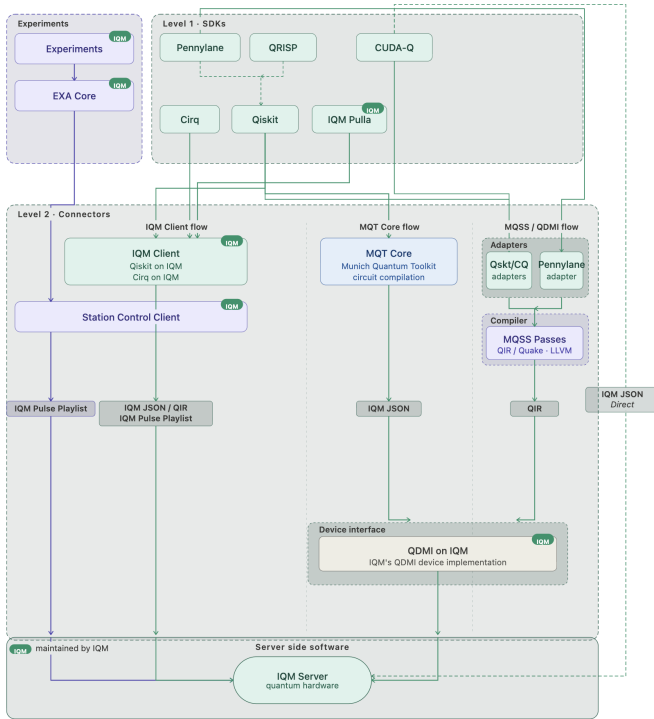 Experiments
Experiments
IQM
EXA Core
IQM
Level 1 · SDKs
Pennylane
QRISP
CUDA-Q
Cirq
Qiskit
IQM Pulla
IQM
Level 2 · Connectors
IQM Client flow
MQT Core flow
MQSS / QDMI flow
IQM Client
IQM
Qiskit on IQM
Cirq on IQM
MQT Core
Munich Quantum Toolkit
circuit compilation
Adapters
Qskt/CQ
adapters
Pennylane
adapter
Station Control Client
IQM
Compiler
MQSS Passes
QIR / Quake · LLVM
IQM Pulse Playlist
IQM JSON / QIR
IQM Pulse Playlist
IQM JSON
QIR
IQM JSON
Direct
Device interface
QDMI on IQM
IQM
IQM's QDMI device implementation
IQM maintained by IQM
Server side software
IQM Server
quantum hardware